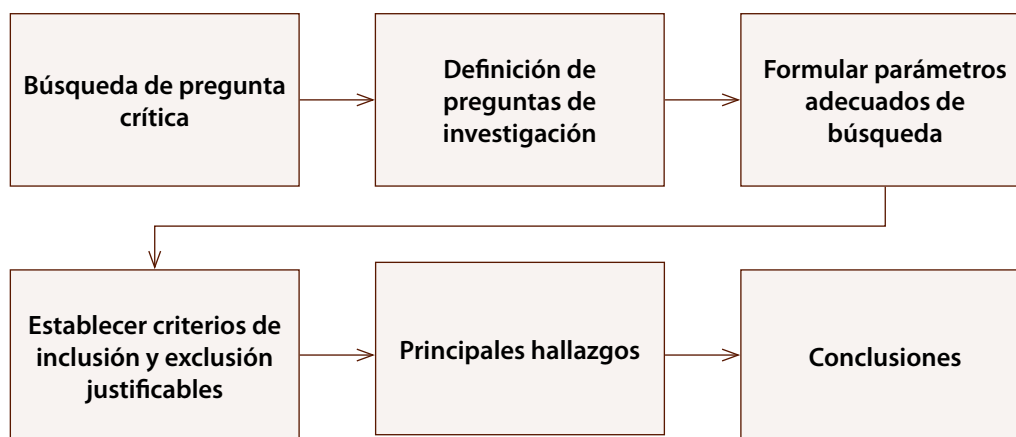 Búsqueda de pregunta
crítica
Definición de
preguntas de
investigación
Formular parámetros
adecuados de
búsqueda
Establecer criterios de
inclusión y exclusión
justificables
Principales hallazgos
Conclusiones